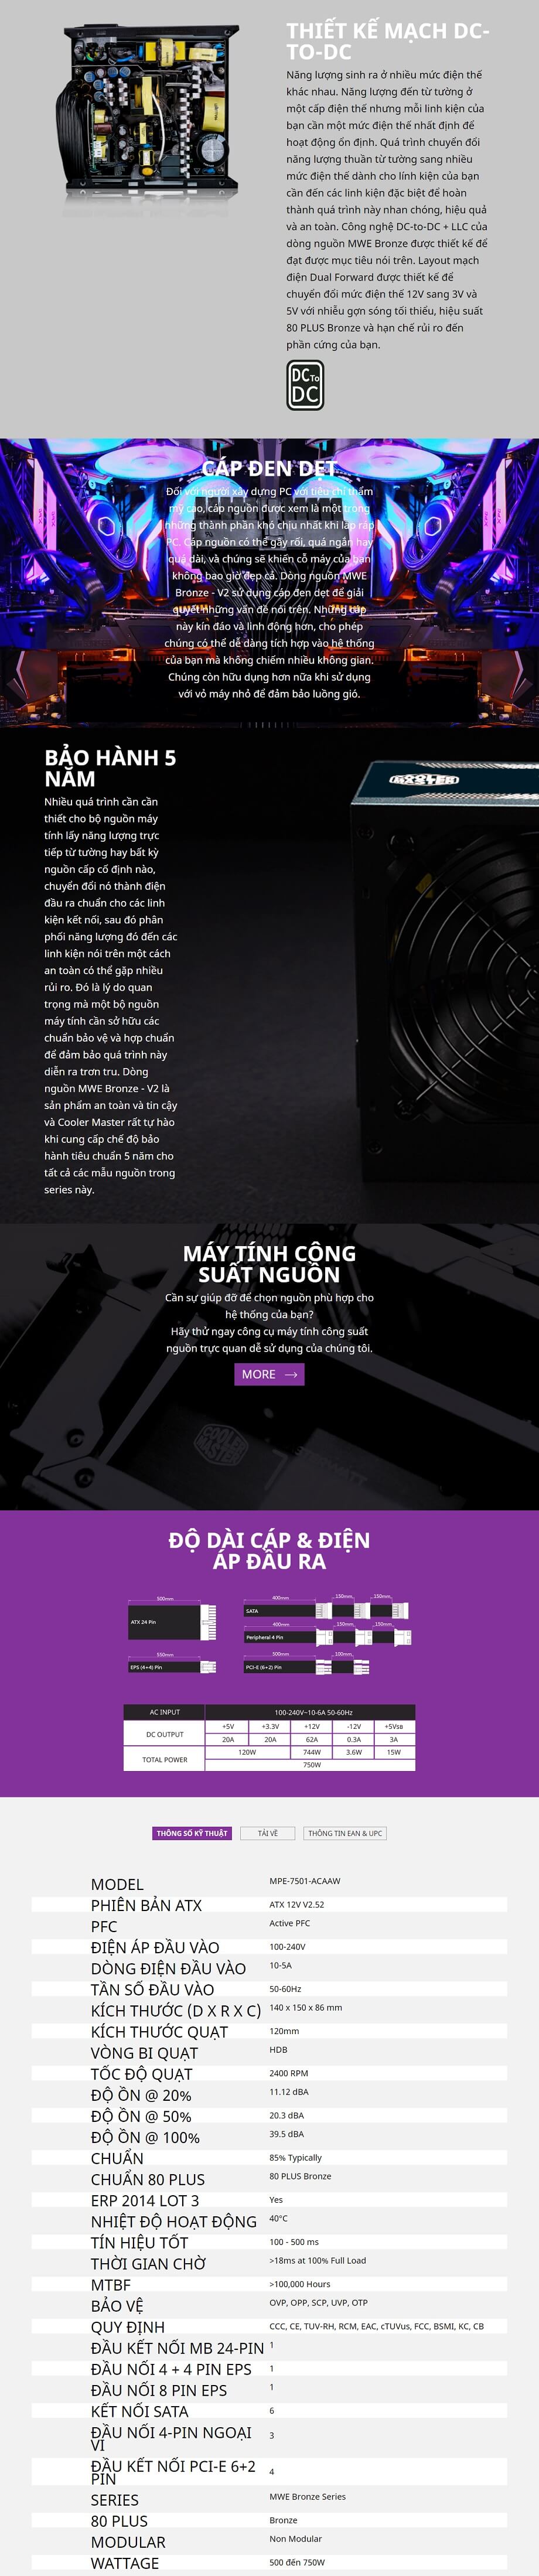 THIẾT KẾ MẠCH DC-
TO-DC
Năng lượng sinh ra ở nhiều mức điện thế
khác nhau. Năng lượng đến từ tường ở
một cấp điện thế nhưng mỗi linh kiện của
bạn cần một mức điện thế nhất định để
hoạt động ổn định. Quá trình chuyển đổi
năng lượng thuần từ tường sang nhiều
mức điện thế dành cho lính kiện của bạn
cần đến các linh kiện đặc biệt để hoàn
thành quá trình này nhan chóng, hiệu quả
và an toàn. Công nghệ DC-to-DC + LLC của
dòng nguồn MWE Bronze được thiết kế để
đạt được mục tiêu nói trên. Layout mạch
điện Dual Forward được thiết kế để
chuyển đổi mức điện thế 12V sang 3V và
5V với nhiễu gợn sóng tối thiểu, hiệu suất
80 PLUS Bronze và hạn chế rủi ro đến
phần cứng của bạn.
DC To
DC
CÁP ĐEN DẸT
Đối với người xây dựng PC với tiêu chí thẩm
mỹ cao, cáp nguồn được xem là một trong
những thành phần khó chịu nhất khi lắp ráp
PC. Cáp nguồn có thể gây rối, quá ngắn hay
quá dài, và chúng sẽ khiến cỗ máy của bạn
không bao giờ đẹp cả. Dòng nguồn MWE
Bronze - V2 sử dụng cáp đen dẹt để giải
quyết những vấn đề nói trên. Những cáp
này kín đáo và linh động hơn, cho phép
chúng có thể dễ dàng tích hợp vào hệ thống
của bạn mà không chiếm nhiều không gian.
Chúng còn hữu dụng hơn nữa khi sử dụng
với vỏ máy nhỏ để đảm bảo luồng gió.
BẢO HÀNH 5
NĂM
Nhiều quá trình cần cần
thiết cho bộ nguồn máy
tính lấy năng lượng trực
tiếp từ tường hay bất kỳ
nguồn cấp cố định nào,
chuyển đổi nó thành điện
đầu ra chuẩn cho các linh
kiện kết nối, sau đó phân
phối năng lượng đó đến các
linh kiện nói trên một cách
an toàn có thể gặp nhiều
rủi ro. Đó là lý do quan
trọng mà một bộ nguồn
máy tính cần sở hữu các
chuẩn bảo vệ và hợp chuẩn
để đảm bảo quá trình này
diễn ra trơn tru. Dòng
nguồn MWE Bronze - V2 là
sản phẩm an toàn và tin cậy
và Cooler Master rất tự hào
khi cung cấp chế độ bảo
hành tiêu chuẩn 5 năm cho
tất cả các mẫu nguồn trong
series này.
COOLER
MASTER
MÁY TÍNH CÔNG
SUẤT NGUỒN
Cần sự giúp đỡ để chọn nguồn phù hợp cho
hệ thống của bạn?
Hãy thử ngay công cụ máy tính công suất
nguồn trực quan dễ sử dụng của chúng tôi.
MORE →
COOLER
MASTER
ĐỘ DÀI CÁP & ĐIỆN
ÁP ĐẦU RA
500mm
ATX 24 Pin
400mm 150mm 150mm
SATA
400mm 150mm 150mm
Peripheral 4 Pin
550mm
EPS (4+4) Pin
500mm 100mm
PCI-E (6+2) Pin
AC INPUT 100-240V~10-6A 50-60Hz
DC OUTPUT +5V +3.3V +12V -12V +5VSB
20A 20A 62A 0.3A 3A
TOTAL POWER 120W 744W 3.6W 15W
750W
THÔNG SỐ KỸ THUẬT TẢI VỀ THÔNG TIN EAN & UPC
MODEL MPE-7501-ACAAW
PHIÊN BẢN ATX ATX 12V V2.52
PFC Active PFC
ĐIỆN ÁP ĐẦU VÀO 100-240V
DÒNG ĐIỆN ĐẦU VÀO 10-5A
TẦN SỐ ĐẦU VÀO 50-60Hz
KÍCH THƯỚC (D X R X C) 140 x 150 x 86 mm
KÍCH THƯỚC QUẠT 120mm
VÒNG BI QUẠT HDB
TỐC ĐỘ QUẠT 2400 RPM
ĐỘ ỒN @ 20% 11.12 dBA
ĐỘ ỒN @ 50% 20.3 dBA
ĐỘ ỒN @ 100% 39.5 dBA
CHUẨN 85% Typically
CHUẨN 80 PLUS 80 PLUS Bronze
ERP 2014 LOT 3 Yes
NHIỆT ĐỘ HOẠT ĐỘNG 40°C
TÍN HIỆU TỐT 100 - 500 ms
THỜI GIAN CHỜ >18ms at 100% Full Load
MTBF >100,000 Hours
BẢO VỆ OVP, OPP, SCP, UVP, OTP
QUY ĐỊNH CCC, CE, TUV-RH, RCM, EAC, cTUVus, FCC, BSMI, KC, CB
ĐẦU KẾT NỐI MB 24-PIN 1
ĐẦU NỐI 4 + 4 PIN EPS 1
ĐẦU NỐI 8 PIN EPS 1
KẾT NỐI SATA 6
ĐẦU NỐI 4-PIN NGOẠI
VI 3
ĐẦU KẾT NỐI PCI-E 6+2
PIN 4
SERIES MWE Bronze Series
80 PLUS Bronze
MODULAR Non Modular
WATTAGE 500 đến 750W